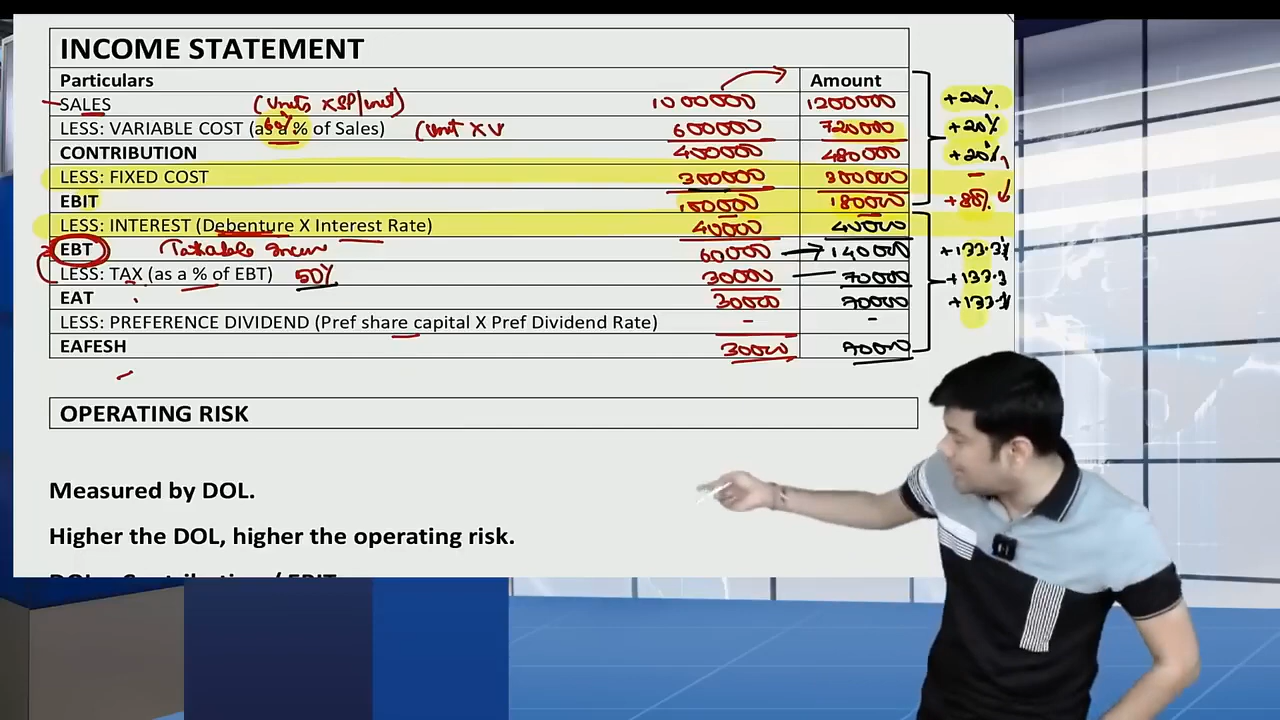 INCOME STATEMENT
Particulars Amount
SALES (Units x SP/unit) 1000000 1200000 +20%
LESS: VARIABLE COST (as a % of Sales) 60% (Unit x V 600000 720000 +20%
CONTRIBUTION 400000 480000 +20%
LESS: FIXED COST 300000 300000 -
EBIT 100000 180000 +80%
LESS: INTEREST (Debenture X Interest Rate) 40000 40000
EBT Taxable 60000 140000 +133.3%
LESS: TAX (as a % of EBT) 50% 30000 70000 +133.3
EAT 30000 70000
LESS: PREFERENCE DIVIDEND (Pref share capital X Pref Dividend Rate) - -
EAFESH 30000 70000
OPERATING RISK
Measured by DOL.
Higher the DOL, higher the operating risk.